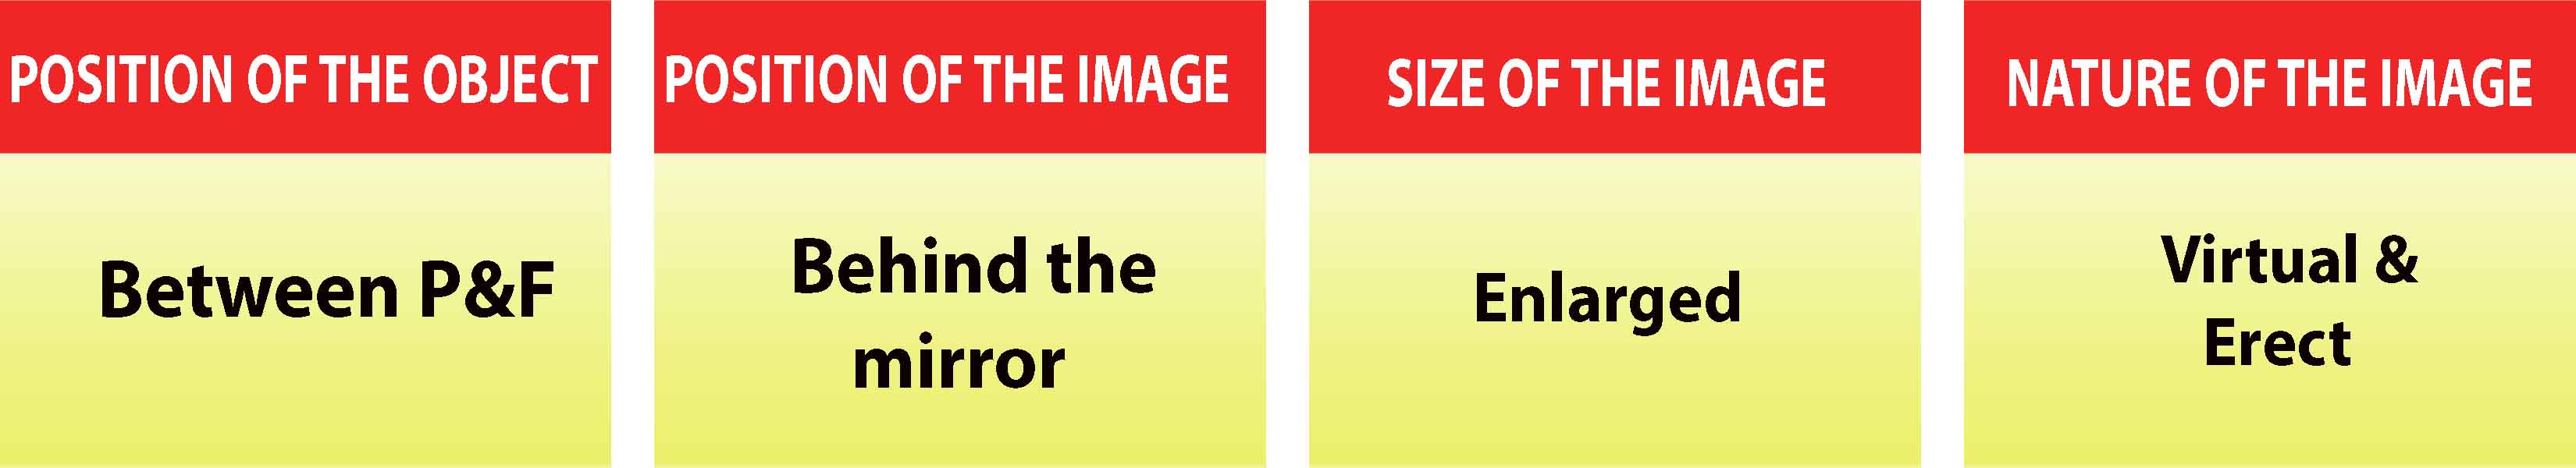 POSITION OF THE OBJECT
POSITION OF THE IMAGE
SIZE OF THE IMAGE
NATURE OF THE IMAGE
Between P&F
Behind the
mirror
Enlarged
Virtual &
Erect